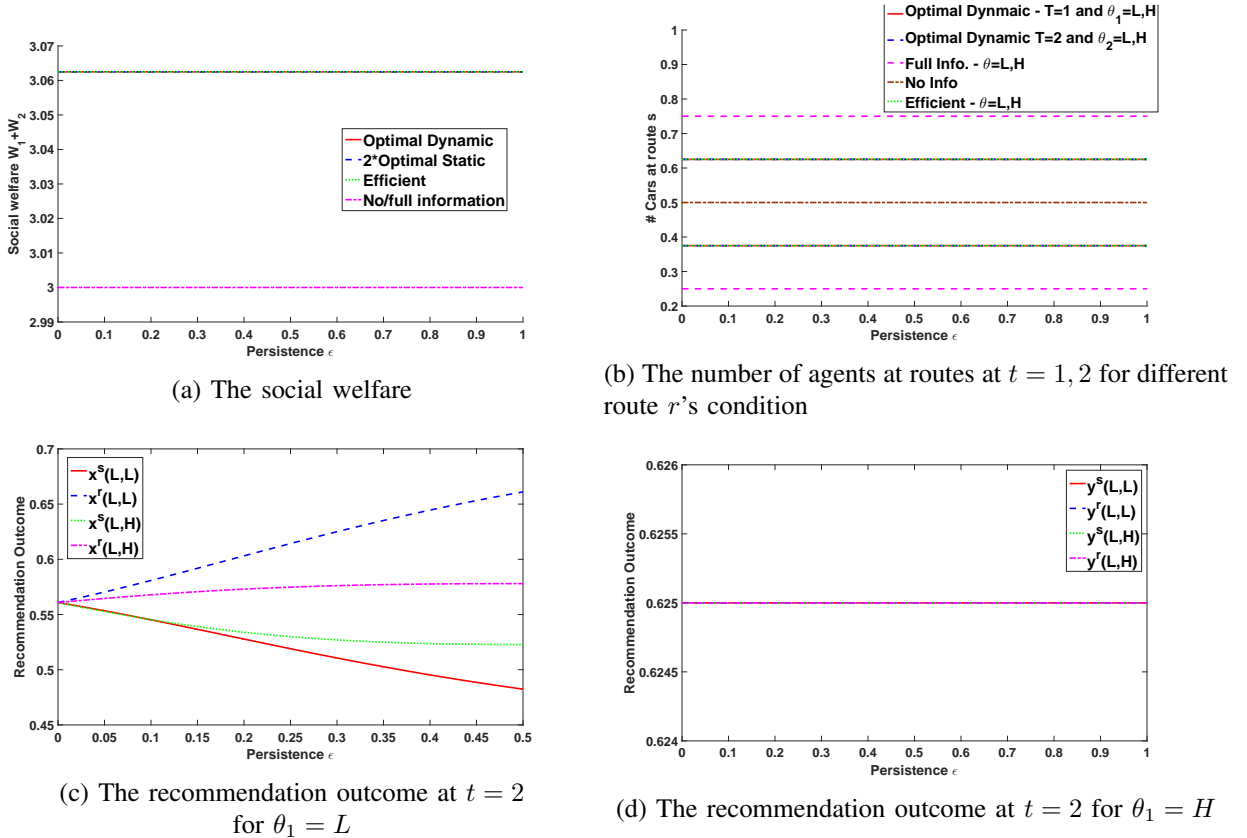 3.07
3.06
3.05
3.04
3.03
3.02
3.01
3
2.99
Social welfare W_1+W_2
Optimal Dynamic
2*Optimal Static
Efficient
No/full information
0 0.1 0.2 0.3 0.4 0.5 0.6 0.7 0.8 0.9 1
Persistence ϵ
(a) The social welfare
Optimal Dynmaic - T=1 and θ_1=L,H
Optimal Dynamic T=2 and θ_2=L,H
Full Info. - θ=L,H
No Info
Efficient - θ=L,H
1
0.9
0.8
0.7
0.6
0.5
0.4
0.3
0.2
# Cars at route s
0 0.1 0.2 0.3 0.4 0.5 0.6 0.7 0.8 0.9 1
Persistence ϵ
(b) The number of agents at routes at t = 1, 2 for different
route r's condition
0.7
0.65
0.6
0.55
0.5
0.45
Recommendation Outcome
x^s(L,L)
x^r(L,L)
x^s(L,H)
x^r(L,H)
0 0.05 0.1 0.15 0.2 0.25 0.3 0.35 0.4 0.45 0.5
Persistence ϵ
(c) The recommendation outcome at t = 2
for θ_1 = L
0.626
0.6255
0.625
0.6245
0.624
Recommendation Outcome
y^s(L,L)
y^r(L,L)
y^s(L,H)
y^r(L,H)
0 0.1 0.2 0.3 0.4 0.5 0.6 0.7 0.8 0.9 1
Persistence ϵ
(d) The recommendation outcome at t = 2 for θ_1 = H